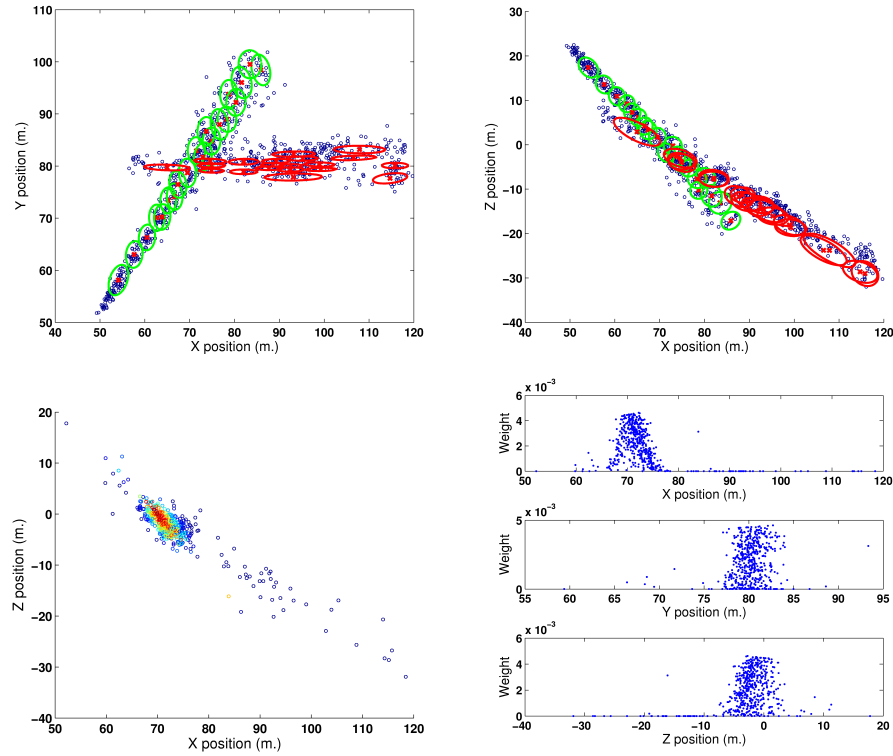 110
100
90
80
70
60
50
Y position (m.)
40 50 60 70 80 90 100 110 120
X position (m.)
30
20
10
0
−10
−20
−30
−40
Z position (m.)
40 50 60 70 80 90 100 110 120
X position (m.)
20
10
0
−10
−20
−30
−40
Z position (m.)
50 60 70 80 90 100 110 120
X position (m.)
x 10−3
6
4
2
0
Weight
50 60 70 80 90 100 110 120
X position (m.)
x 10−3
5
0
Weight
55 60 65 70 75 80 85 90 95
Y position (m.)
x 10−3
6
4
2
0
Weight
−40 −30 −20 −10 0 10 20
Z position (m.)